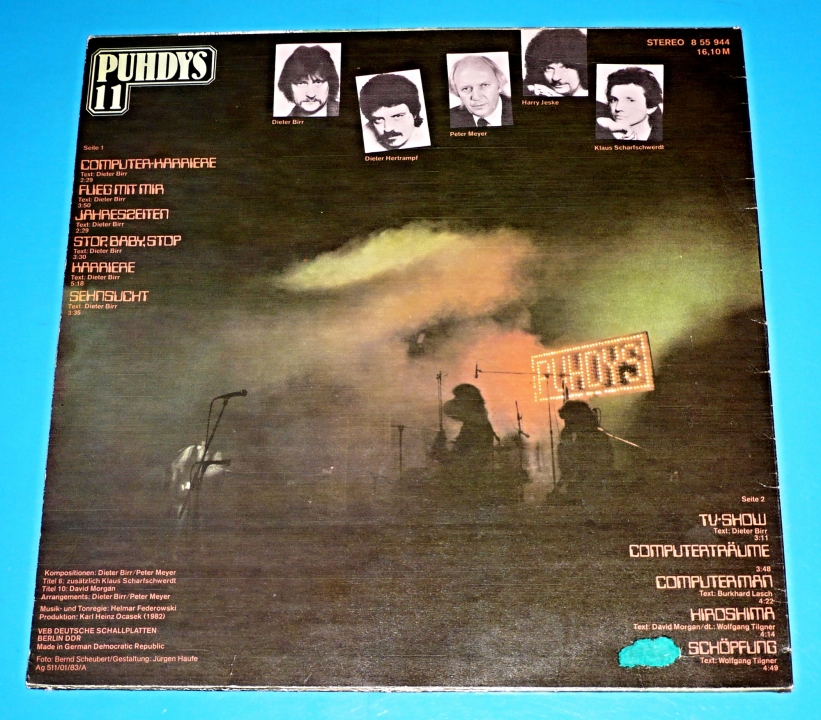 PUHDYS
11
STEREO 8 55 944
16,10 M
Dieter Birr
Dieter Hertrampf
Peter Meyer
Harry Jeske
Klaus Scharfschwerdt
Seite 1
COMPUTER-KARRIERE
Text: Dieter Birr
2:39
FLIEG MIT MIR
Text: Dieter Birr
3:50
JAHRESZEITEN
Text: Dieter Birr
2:29
STOP, BABY, STOP
Text: Dieter Birr
3:30
KARRIERE
Text: Dieter Birr
5:18
SEHNSUCHT
Text: Dieter Birr
3:35
PUHDYS
Seite 2
TV-SHOW
Text: Dieter Birr
3:11
COMPUTERTRÄUME
3:48
COMPUTERMAN
Text: Burkhard Lasch
4:22
HIROSHIMA
Text: David Morgan/dt.: Wolfgang Tilgner
4:14
SCHÖPFUNG
Text: Wolfgang Tilgner
4:49
Kompositionen: Dieter Birr/Peter Meyer
Titel 8: zusätzlich Klaus Scharfschwerdt
Titel 10: David Morgan
Arrangements: Dieter Birr/Peter Meyer
Musik- und Tonregie: Helmar Federowski
Produktion: Karl Heinz Ocasek (1982)
VEB DEUTSCHE SCHALLPLATTEN
BERLIN DDR
Made in German Democratic Republic
Foto: Bernd Scheubert/Gestaltung: Jürgen Haufe
Ag 511/01/83/A